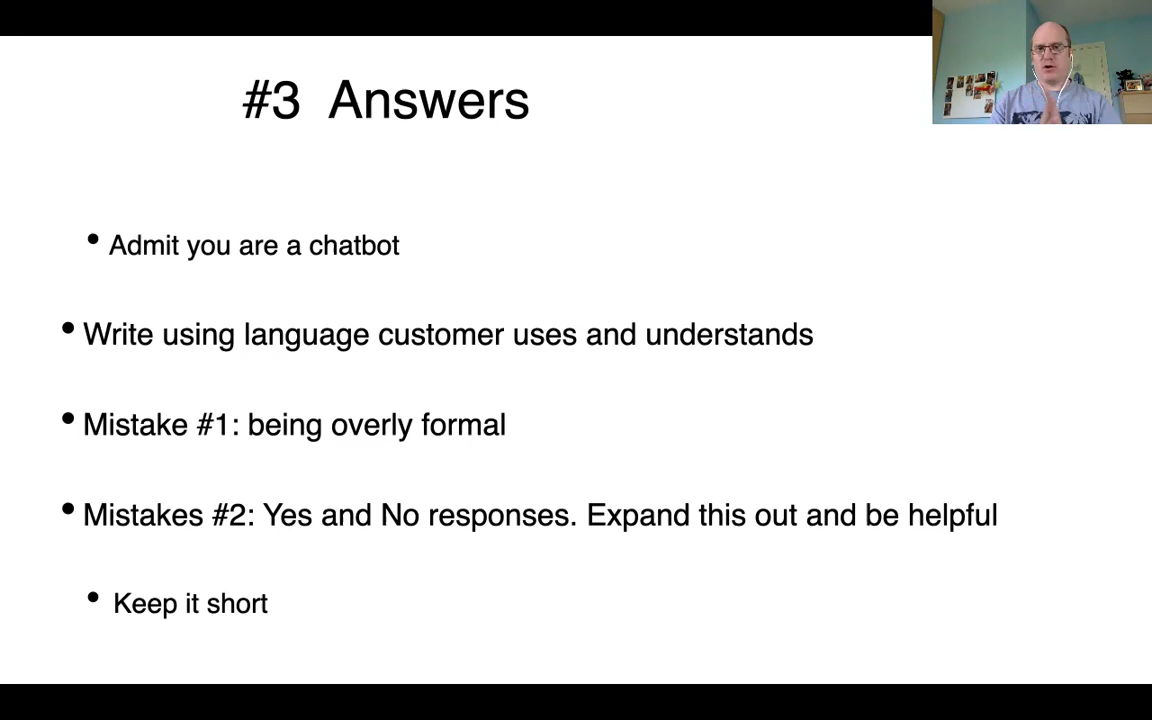 #3 Answers
• Admit you are a chatbot
• Write using language customer uses and understands
• Mistake #1: being overly formal
• Mistakes #2: Yes and No responses. Expand this out and be helpful
• Keep it short